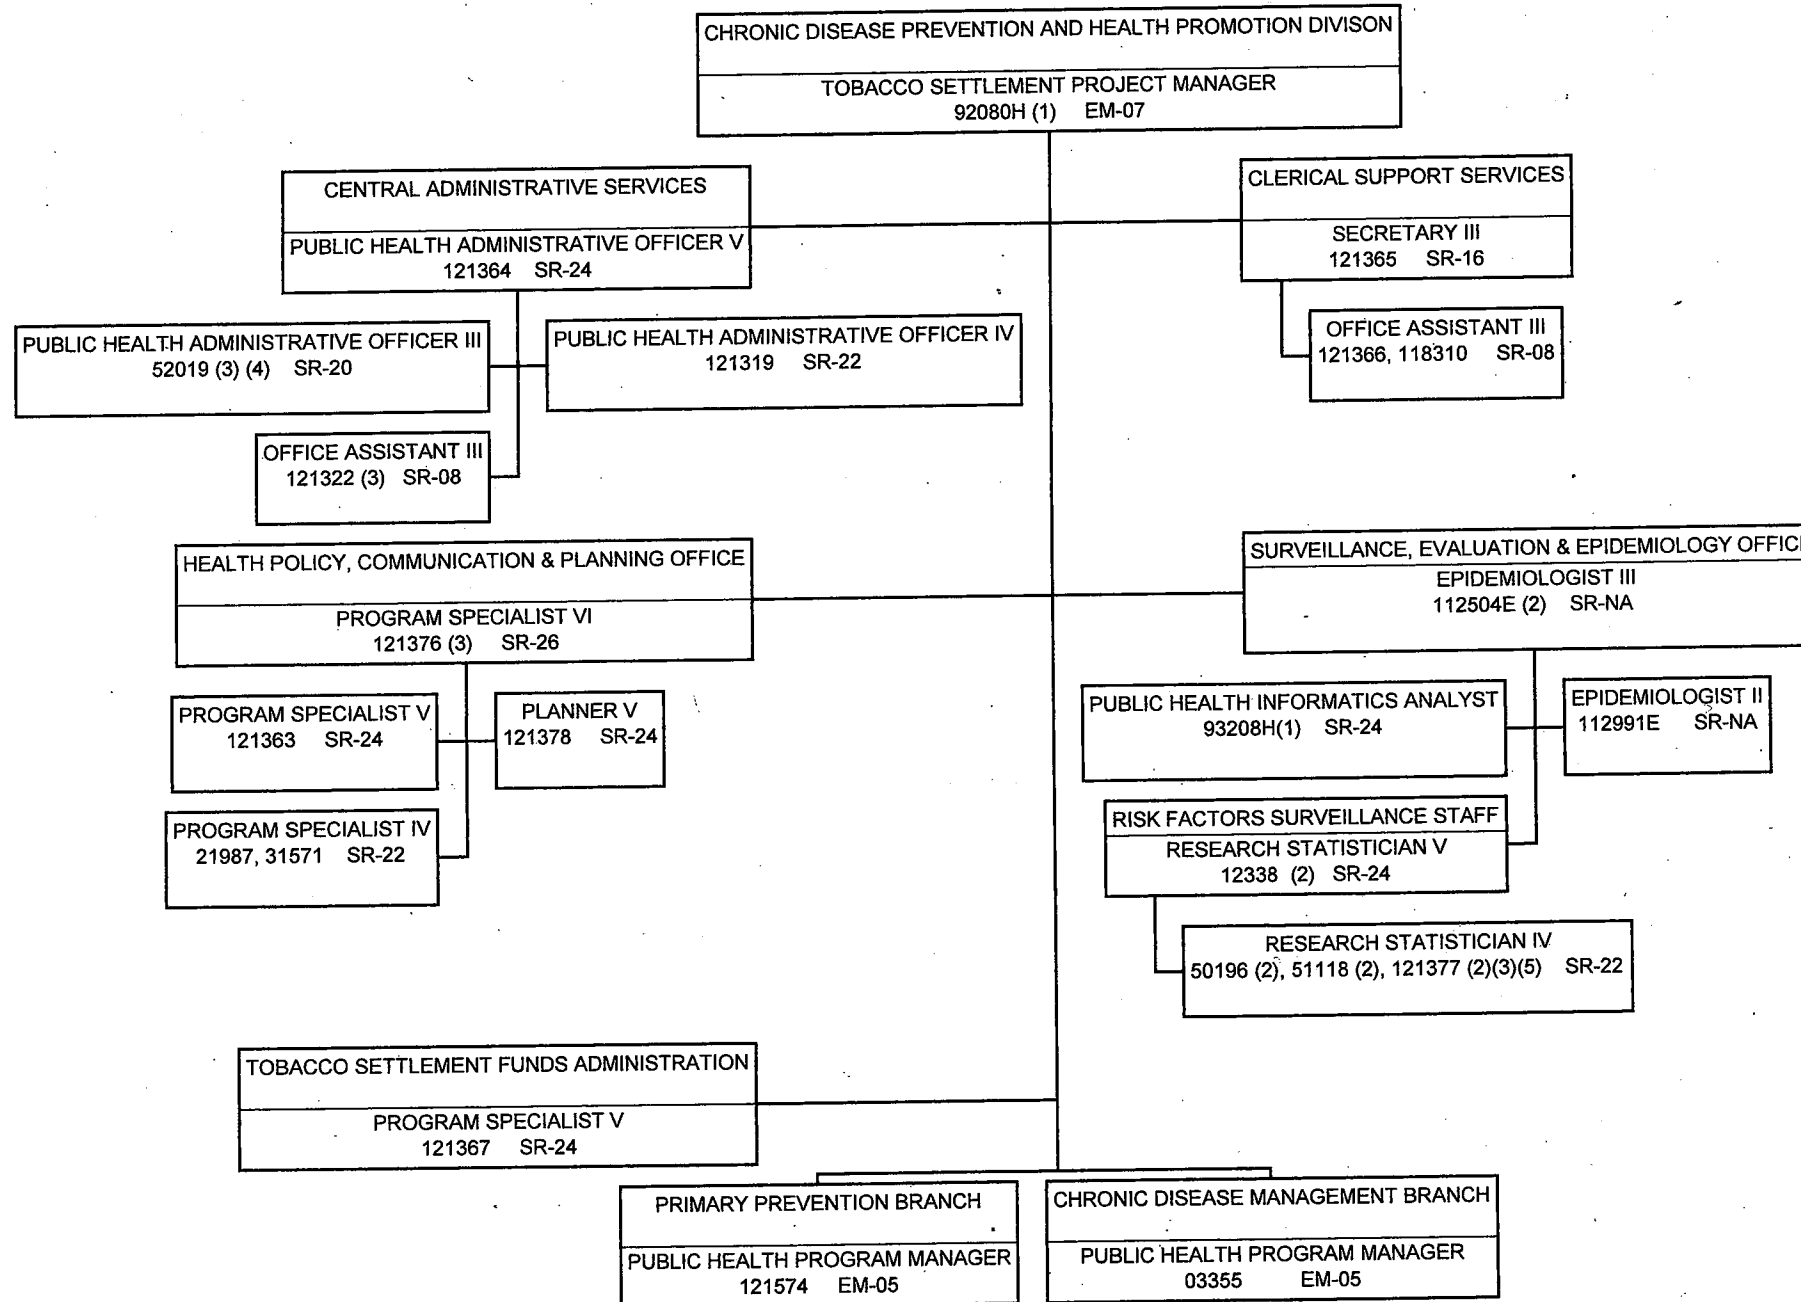 CHRONIC DISEASE PREVENTION AND HEALTH PROMOTION DIVISON
TOBACCO SETTLEMENT PROJECT MANAGER
92080H (1) EM-07
CENTRAL ADMINISTRATIVE SERVICES
PUBLIC HEALTH ADMINISTRATIVE OFFICER V
121364 SR-24
CLERICAL SUPPORT SERVICES
SECRETARY III
121365 SR-16
PUBLIC HEALTH ADMINISTRATIVE OFFICER III
52019 (3) (4) SR-20
PUBLIC HEALTH ADMINISTRATIVE OFFICER IV
121319 SR-22
OFFICE ASSISTANT III
121366, 118310 SR-08
OFFICE ASSISTANT III
121322 (3) SR-08
HEALTH POLICY, COMMUNICATION & PLANNING OFFICE
PROGRAM SPECIALIST VI
121376 (3) SR-26
SURVEILLANCE, EVALUATION & EPIDEMIOLOGY OFFICE
EPIDEMIOLOGIST III
112504E (2) SR-NA
PROGRAM SPECIALIST V
121363 SR-24
PLANNER V
121378 SR-24
PUBLIC HEALTH INFORMATICS ANALYST
93208H(1) SR-24
EPIDEMIOLOGIST II
112991E SR-NA
PROGRAM SPECIALIST IV
21987, 31571 SR-22
RISK FACTORS SURVEILLANCE STAFF
RESEARCH STATISTICIAN V
12338 (2) SR-24
RESEARCH STATISTICIAN IV
50196 (2), 51118 (2), 121377 (2)(3)(5) SR-22
TOBACCO SETTLEMENT FUNDS ADMINISTRATION
PROGRAM SPECIALIST V
121367 SR-24
PRIMARY PREVENTION BRANCH
PUBLIC HEALTH PROGRAM MANAGER
121574 EM-05
CHRONIC DISEASE MANAGEMENT BRANCH
PUBLIC HEALTH PROGRAM MANAGER
03355 EM-05